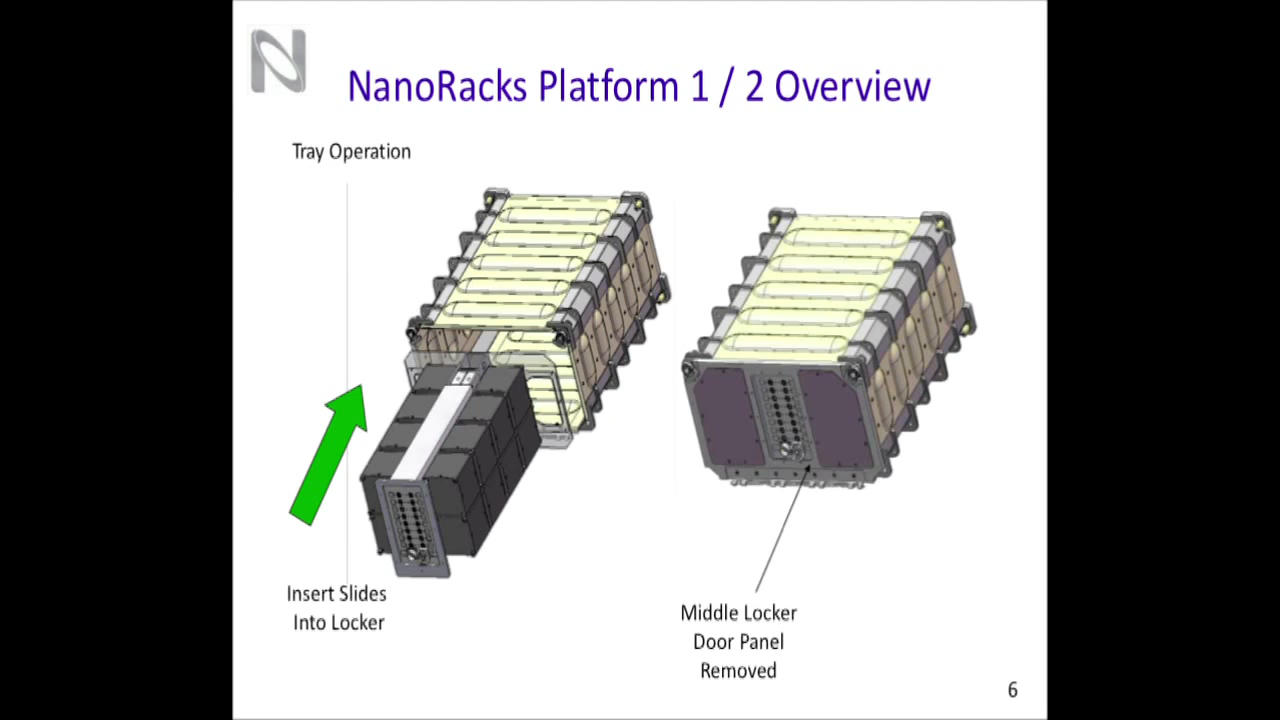 N
NanoRacks Platform 1 / 2 Overview
Tray Operation
Insert Slides
Into Locker
Middle Locker
Door Panel
Removed
6